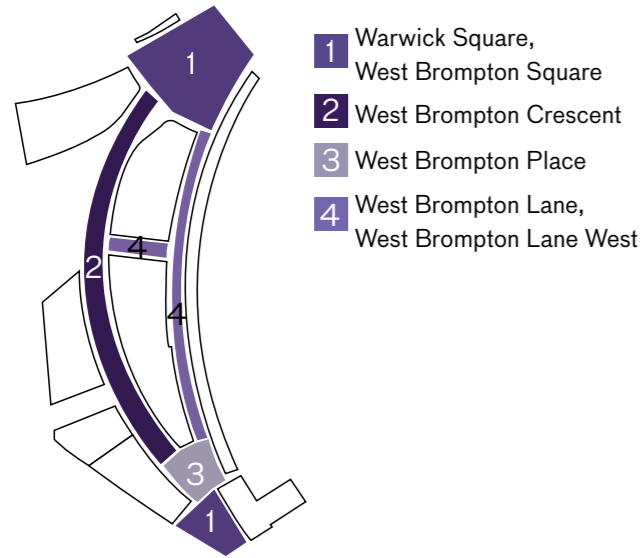 1
1 Warwick Square,
West Brompton Square
2 West Brompton Crescent
3 West Brompton Place
4 West Brompton Lane,
West Brompton Lane West
4
2
4
3
1